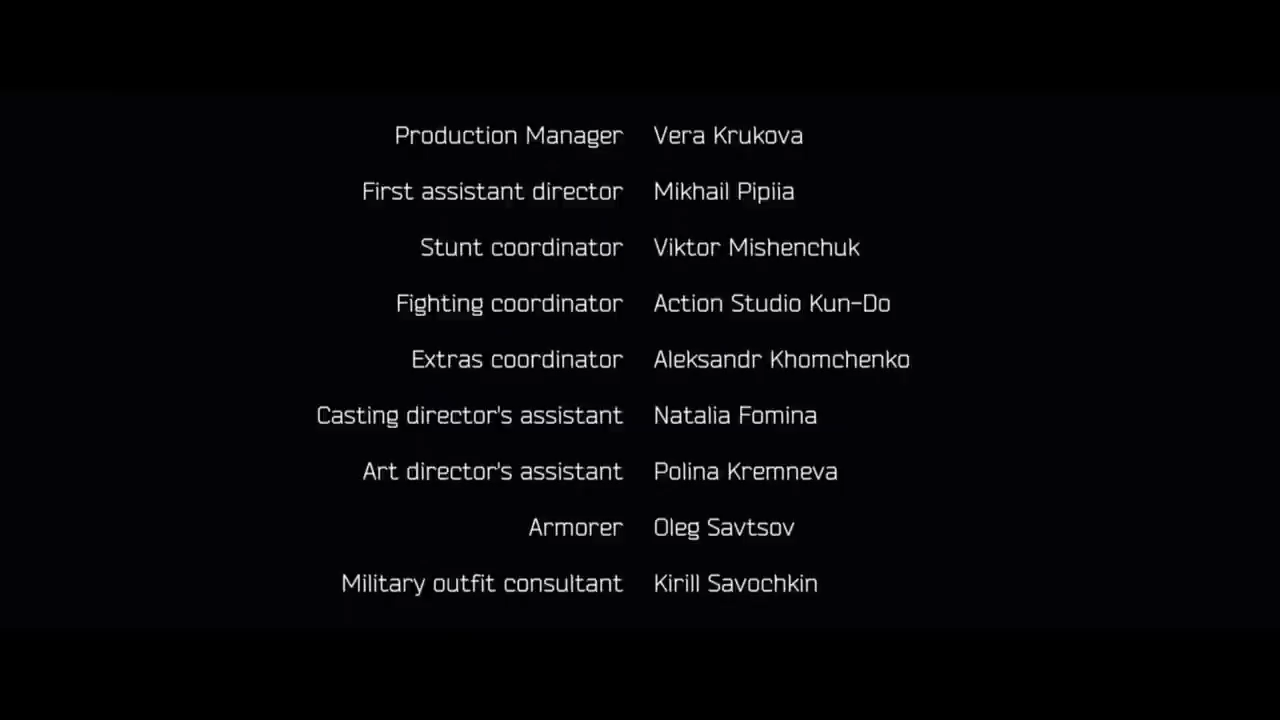 Production Manager Vera Krukova
First assistant director Mikhail Pipiia
Stunt coordinator Viktor Mishenchuk
Fighting coordinator Action Studio Kun-Do
Extras coordinator Aleksandr Khomchenko
Casting director's assistant Natalia Fomina
Art director's assistant Polina Kremneva
Armorer Oleg Savtsov
Military outfit consultant Kirill Savochkin